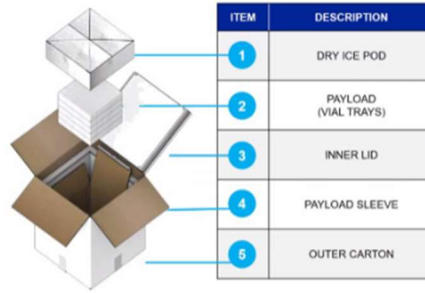 ITEM DESCRIPTION
1 DRY ICE POD
2 PAYLOAD
(VIAL TRAYS)
3 INNER LID
4 PAYLOAD SLEEVE
5 OUTER CARTON